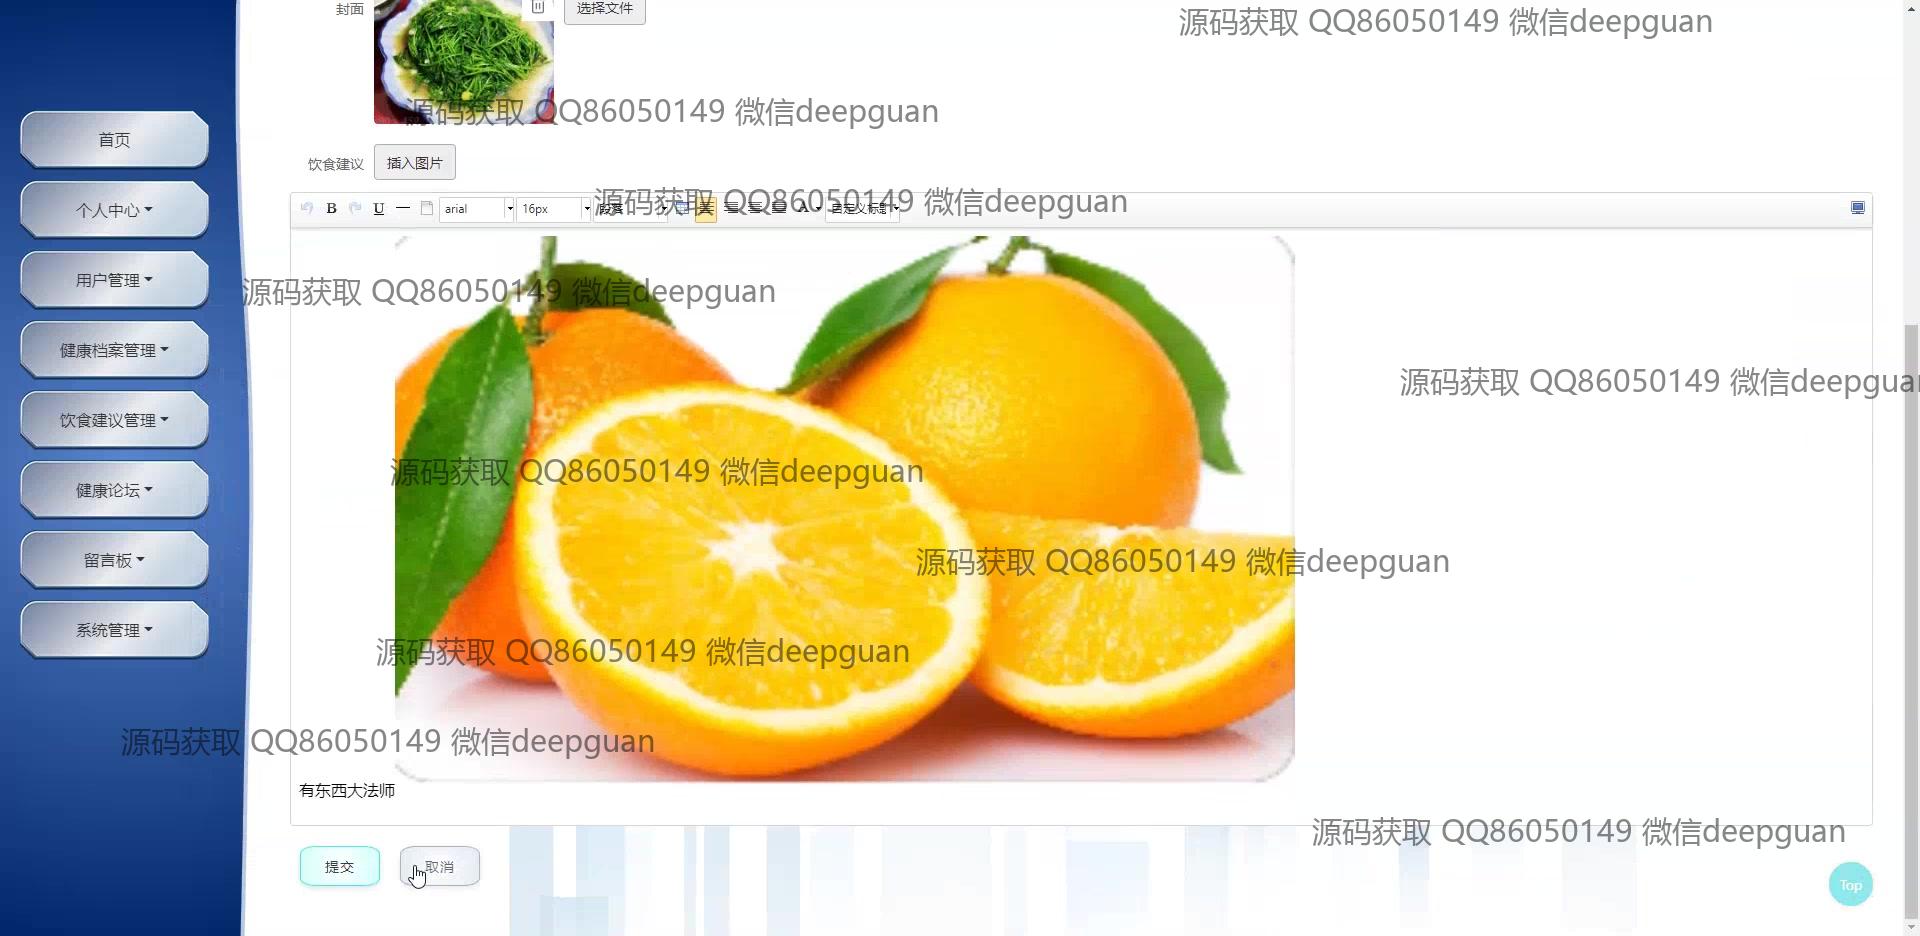 封面
选择文件
源码获取 QQ86050149 微信deepguan
源码获取 QQ86050149 微信deepguan
首页
饮食建议
插入图片
个人中心
B
U
arial
16px
源码获取 QQ86050149 微信deepguan
A
自定义标题
用户管理
源码获取 QQ86050149 微信deepguan
健康档案管理
源码获取 QQ86050149 微信deepguan
饮食建议管理
源码获取 QQ86050149 微信deepguan
健康论坛
留言板
源码获取 QQ86050149 微信deepguan
系统管理
源码获取 QQ86050149 微信deepguan
源码获取 QQ86050149 微信deepguan
有东西大法师
源码获取 QQ86050149 微信deepguan
提交
取消
Top